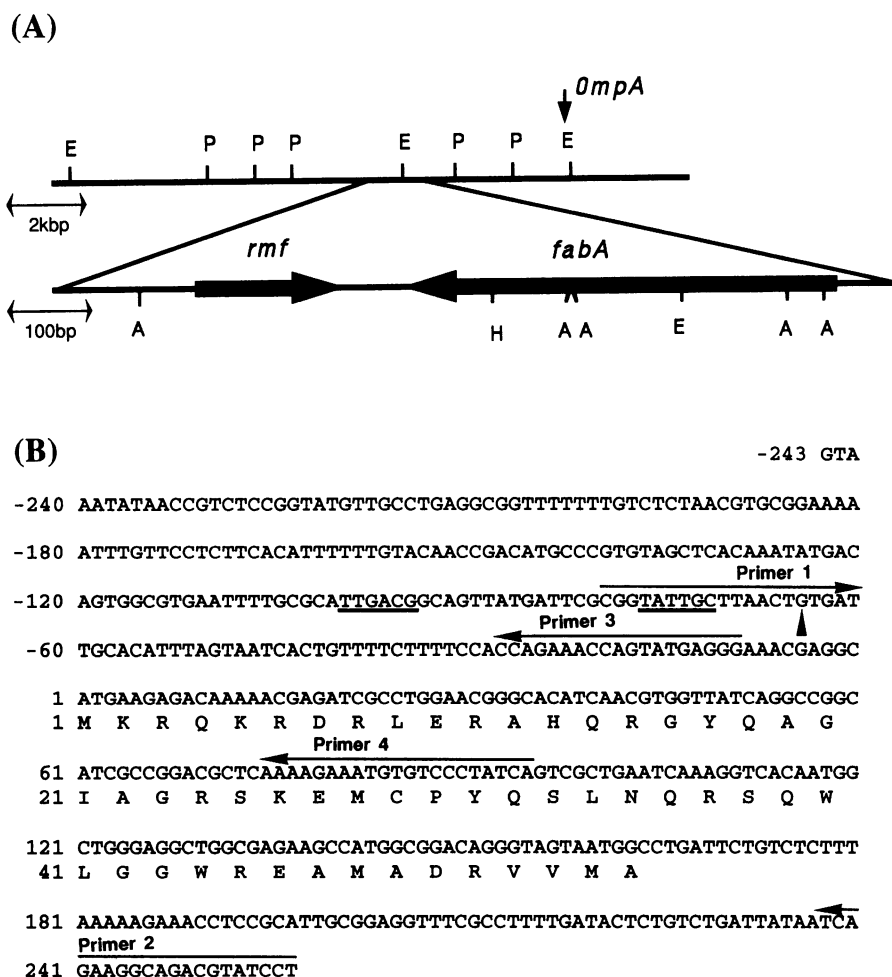 (A)
0mpA
E P P P E P P E
2kbp
rmf fabA
100bp
A H A A E A A
(B)
-243 GTA
-240 AATATAACCGTCTCCGGTATGTTGCCTGAGGCGGTTTTTTTGTCTCTAACGTGCGGAAAA
-180 ATTTGTTCCTCTTCACATTTTTTGTACAACCGACATGCCCGTGTAGCTCACAAATATGAC
Primer 1
-120 AGTGGCGTGAATTTTGCGCATTGACGGCAGTTATGATTCGCGGTATTGCTTAACTGTGAT
Primer 3
-60 TGCACATTTAGTAATCACTGTTTTCTTTTCCACCAGAAACCAGTATGAGGGAAACGAGGC
1 ATGAAGAGACAAAAACGAGATCGCCTGGAACGGGCACATCAACGTGGTTATCAGGCCGGC
1 M K R Q K R D R L E R A H Q R G Y Q A G
Primer 4
61 ATCGCCGGACGCTCAAAAGAAATGTGTCCCTATCAGTCGCTGAATCAAAGGTCACAATGG
21 I A G R S K E M C P Y Q S L N Q R S Q W
121 CTGGGAGGCTGGCGAGAAGCCATGGCGGACAGGGTAGTAATGGCCTGATTCTGTCTCTTT
41 L G G W R E A M A D R V V M A
181 AAAAAGAAACCTCCGCATTGCGGAGGTTTCGCCTTTTGATACTCTGTCTGATTATAATCA
Primer 2
241 GAAGGCAGACGTATCCT